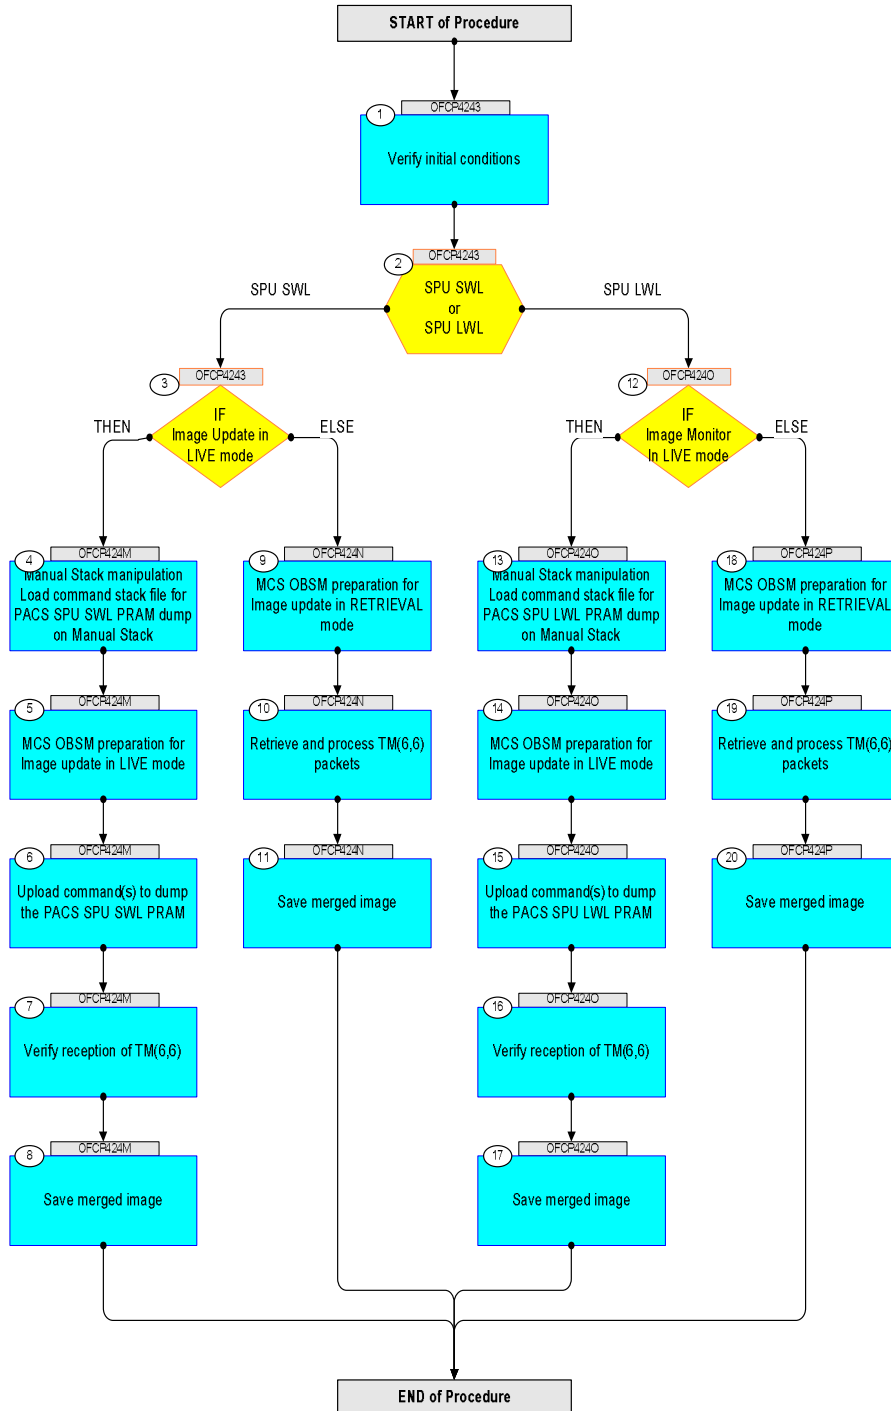 START of Procedure
OFCP4243
1
Verify initial conditions
OFCP4243
2
SPU SWL
or
SPU LWL
SPU SWL
SPU LWL
OFCP4243
3
IF
Image Update in
LIVE mode
THEN
ELSE
OFCP424O
12
IF
Image Monitor
In LIVE mode
THEN
ELSE
OFCP424M
4
Manual Stack manipulation
Load command stack file for
PACS SPU SWL PRAM dump
on Manual Stack
OFCP424N
9
MCS OBSM preparation for
Image update in RETRIEVAL
mode
OFCP424O
13
Manual Stack manipulation
Load command stack file for
PACS SPU LWL PRAM dump
on Manual Stack
OFCP424P
18
MCS OBSM preparation for
Image update in RETRIEVAL
mode
OFCP424M
5
MCS OBSM preparation for
Image update in LIVE mode
OFCP424N
10
Retrieve and process TM(6,6)
packets
OFCP424O
14
MCS OBSM preparation for
Image update in LIVE mode
OFCP424P
19
Retrieve and process TM(6,6)
packets
OFCP424M
6
Upload command(s) to dump
the PACS SPU SWL PRAM
OFCP424N
11
Save merged image
OFCP424O
15
Upload command(s) to dump
the PACS SPU LWL PRAM
OFCP424P
20
Save merged image
OFCP424M
7
Verify reception of TM(6,6)
OFCP424O
16
Verify reception of TM(6,6)
OFCP424M
8
Save merged image
OFCP424O
17
Save merged image
END of Procedure